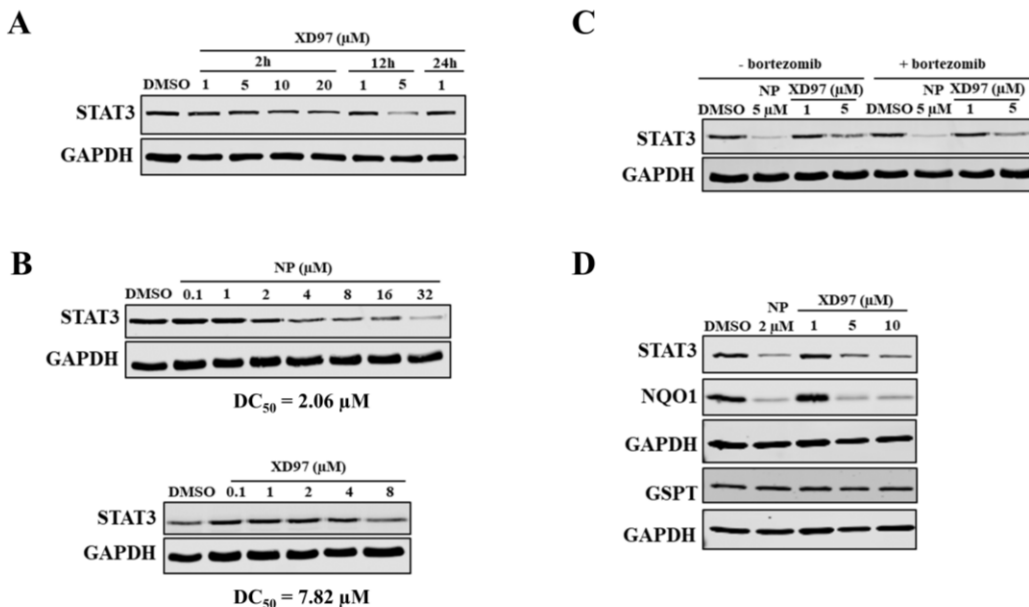 A
XD97 (µM)
2h 12h 24h
DMSO 1 5 10 20 1 5 1
STAT3
GAPDH
B
NP (µM)
DMSO 0.1 1 2 4 8 16 32
STAT3
GAPDH
DC50 = 2.06 µM
XD97 (µM)
DMSO 0.1 1 2 4 8
STAT3
GAPDH
DC50 = 7.82 µM
C
- bortezomib + bortezomib
NP XD97 (µM) NP XD97 (µM)
DMSO 5 µM 1 5 DMSO 5 µM 1 5
STAT3
GAPDH
D
NP XD97 (µM)
DMSO 2 µM 1 5 10
STAT3
NQO1
GAPDH
GSPT
GAPDH